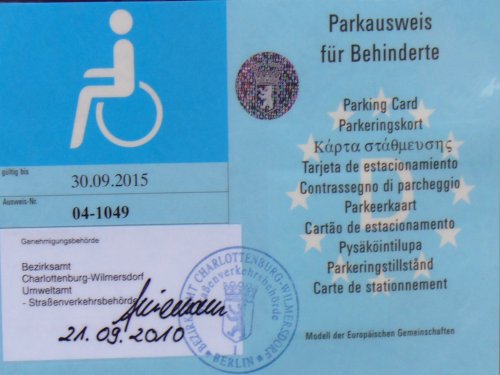 Parkausweis
für Behinderte
Parking Card
Parkeringskort
Κάρτα στάθμευσης
Tarjeta de estacionamiento
Contrassegno di parcheggio
Parkeerkaart
Cartão de estacionamento
Pysäköintilupa
Parkeringstillstånd
Carte de stationnement
Modell der Europäischen Gemeinschaften
gültig bis
30.09.2015
Ausweis-Nr.
04-1049
Genehmigungsbehörde
Bezirksamt
Charlottenburg-Wilmersdorf
Umweltamt
- Straßenverkehrsbehörde
21.09.2010
BEZIRKSAMT CHARLOTTENBURG-WILMERSDORF
Straßenverkehrsbehörde
BERLIN